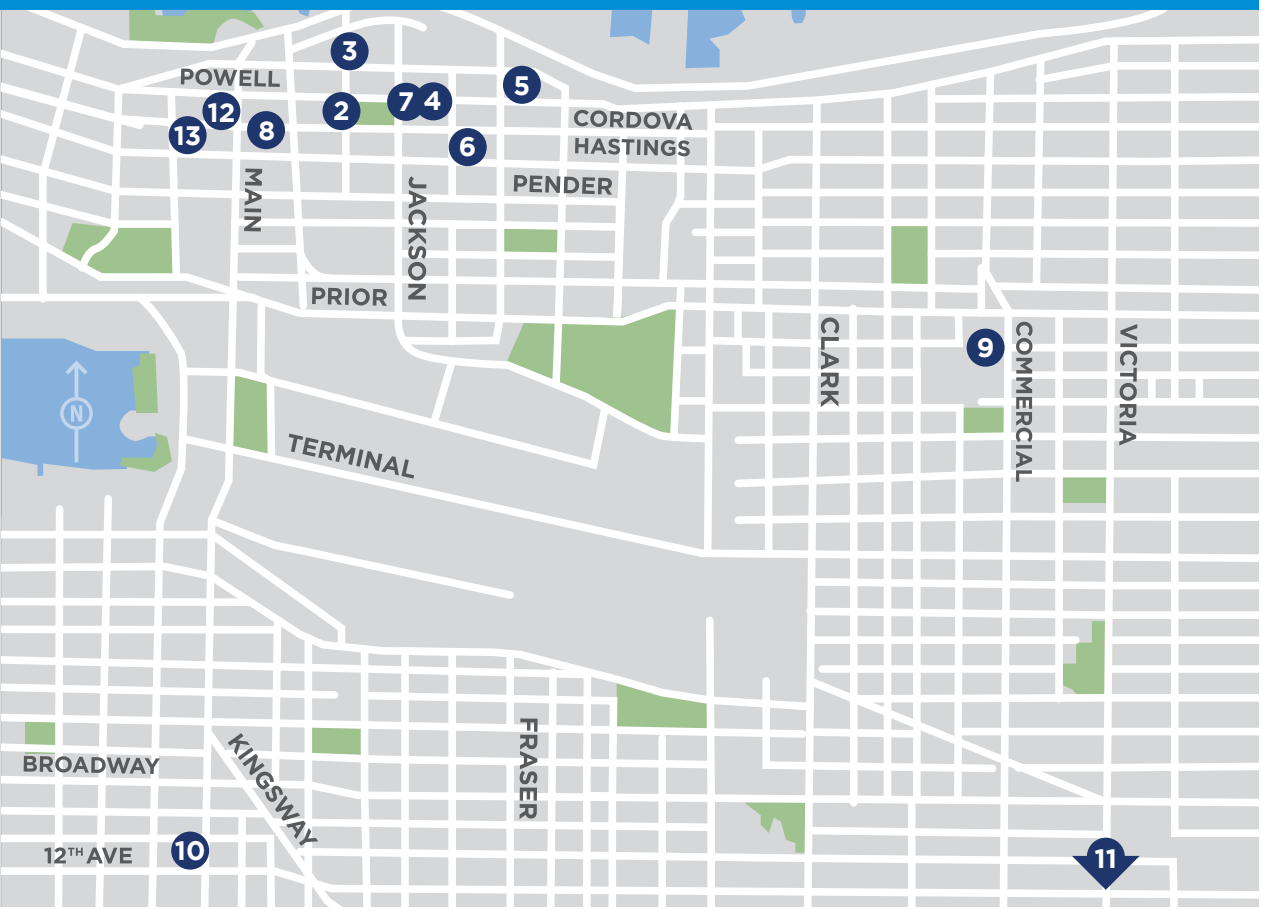 3
POWELL
5
12
2
7
4
CORDOVA
13
8
6
HASTINGS
MAIN
JACKSON
PENDER
PRIOR
9
CLARK
COMMERCIAL
VICTORIA
N
TERMINAL
FRASER
KINGSWAY
BROADWAY
10
12TH AVE
11